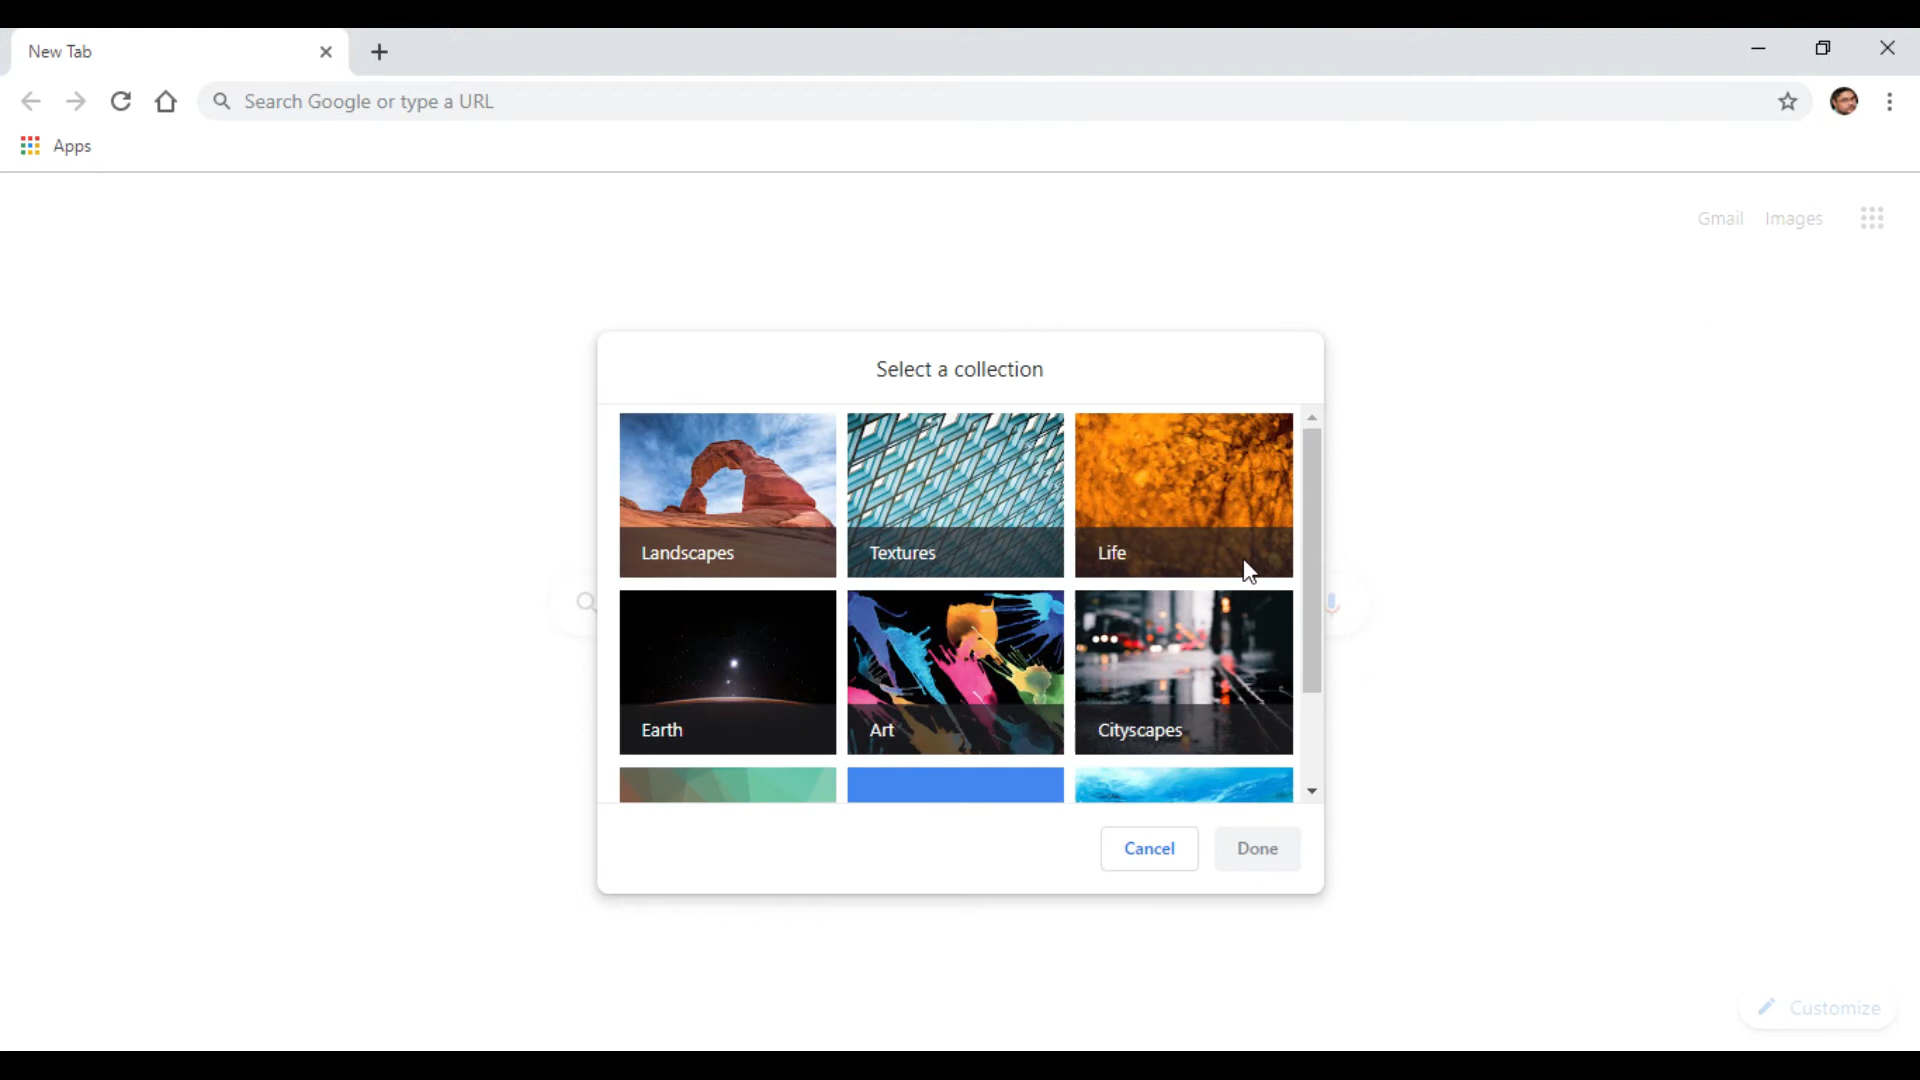 New Tab
Search Google or type a URL
Apps
Gmail Images
Select a collection
Landscapes Textures Life
Earth Art Cityscapes
Cancel Done
Customize